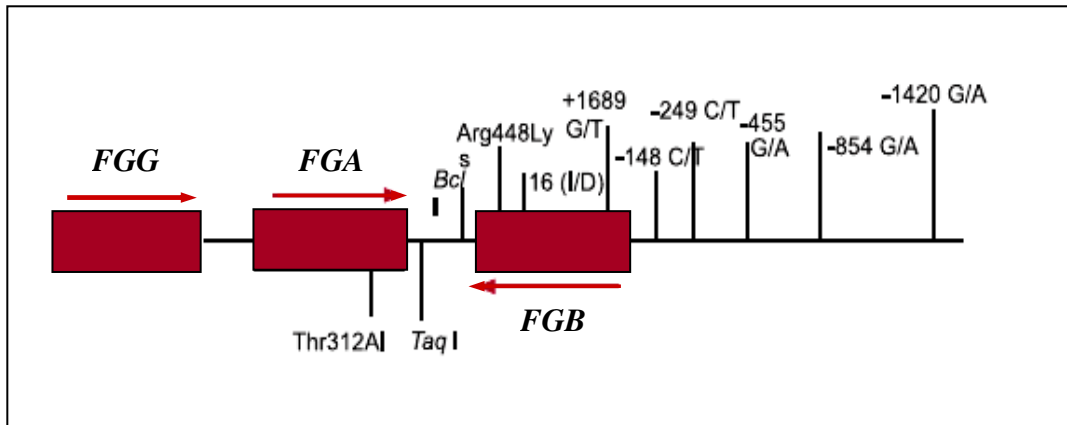 FGG
FGA
Bcl
I
Arg448Ly
s
16 (I/D)
+1689
G/T
-148 C/T
-249 C/T
-455
G/A
-854 G/A
-1420 G/A
Thr312Al
Taq I
FGB